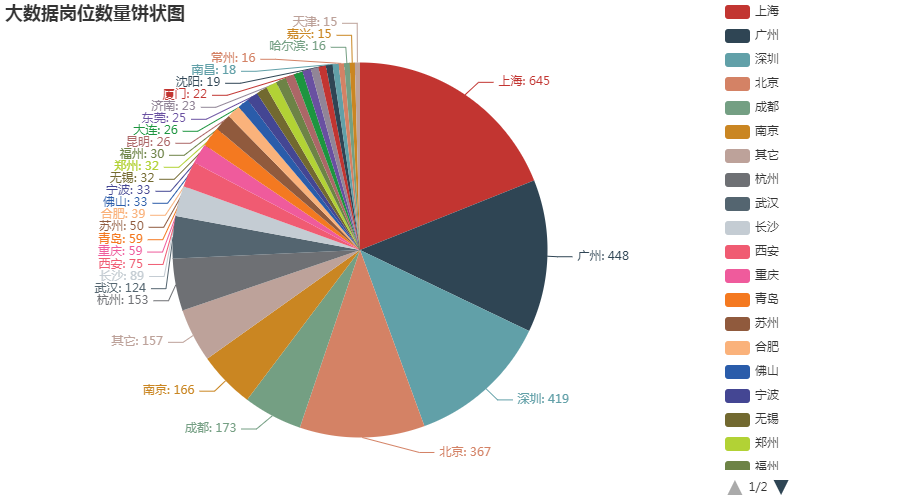 大数据岗位数量饼状图
天津: 15
嘉兴: 15
哈尔滨: 16
常州: 16
南昌: 18
沈阳: 19
厦门: 22
济南: 23
东莞: 25
大连: 26
昆明: 26
福州: 30
郑州: 32
无锡: 32
宁波: 33
佛山: 33
合肥: 39
苏州: 50
青岛: 59
重庆: 59
西安: 75
长沙: 89
武汉: 124
杭州: 153
其它: 157
南京: 166
成都: 173
北京: 367
深圳: 419
广州: 448
上海: 645
上海
广州
深圳
北京
成都
南京
其它
杭州
武汉
长沙
西安
重庆
青岛
苏州
合肥
佛山
宁波
无锡
郑州
福州
1/2